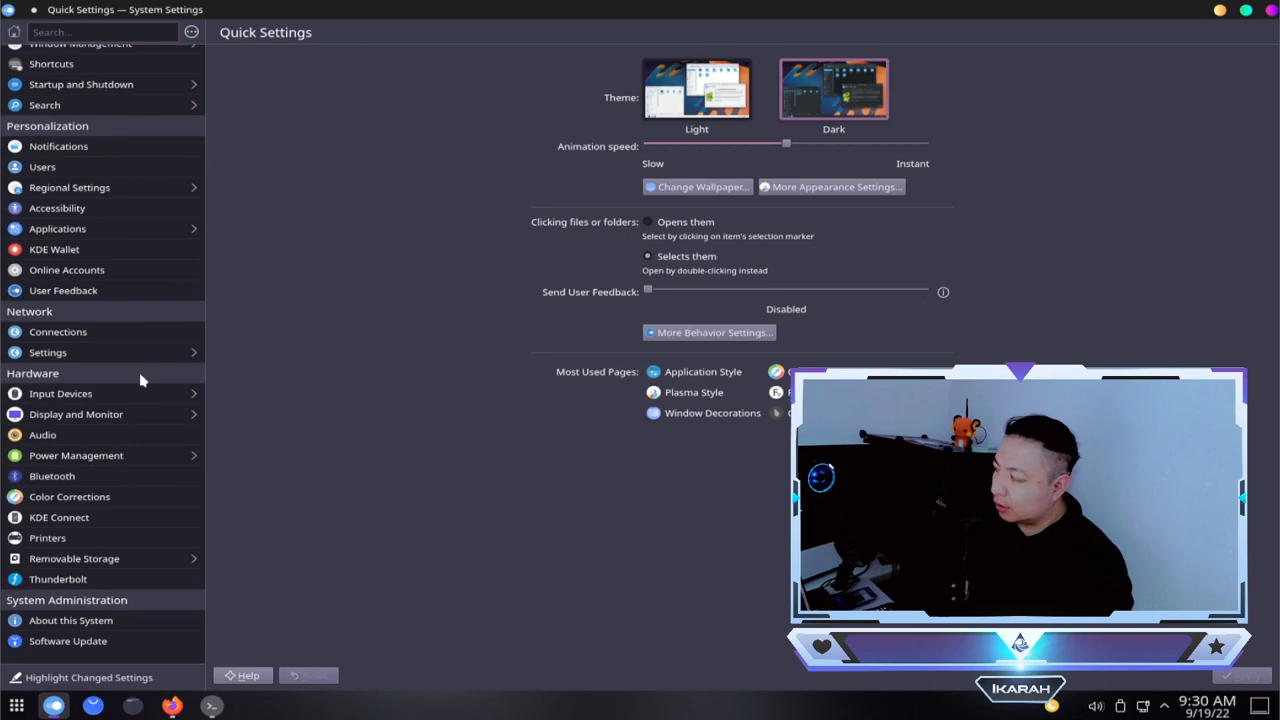 Quick Settings — System Settings
Search...
Quick Settings
Window Management
Shortcuts
Startup and Shutdown
Search
Personalization
Notifications
Users
Regional Settings
Accessibility
Applications
KDE Wallet
Online Accounts
User Feedback
Network
Connections
Settings
Hardware
Input Devices
Display and Monitor
Audio
Power Management
Bluetooth
Color Corrections
KDE Connect
Printers
Removable Storage
Thunderbolt
System Administration
About this System
Software Update
Highlight Changed Settings
Theme:
Light
Dark
Animation speed:
Slow
Instant
Change Wallpaper...
More Appearance Settings...
Clicking files or folders:
Opens them
Select by clicking on item's selection marker
Selects them
Open by double-clicking instead
Send User Feedback:
Disabled
More Behavior Settings...
Most Used Pages:
Application Style
Plasma Style
Window Decorations
Help
IKARAH
9:30 AM
9/19/22